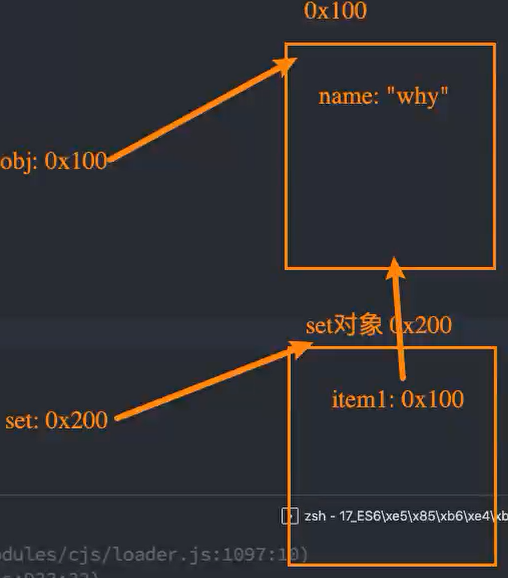 0x100
name: "why"
obj: 0x100
set对象 0x200
item1: 0x100
set: 0x200
zsh - 17_ES6\xe5\x85\xb6\xe4\xb
odules/cjs/loader.js:1097:10)